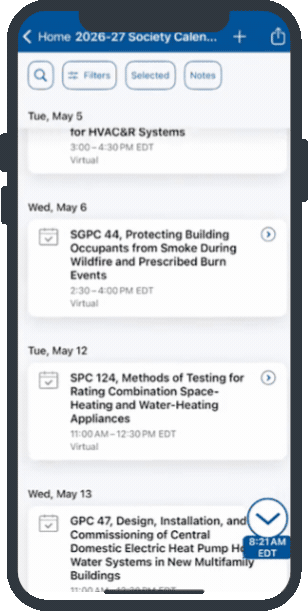 Home 2026-27 Society Calen...
Filters
Selected
Notes
Tue, May 5
for HVAC&R Systems
3:00–4:30 PM EDT
Virtual
Wed, May 6
SGPC 44, Protecting Building
Occupants from Smoke During
Wildfire and Prescribed Burn
Events
2:30–4:00 PM EDT
Virtual
Tue, May 12
SPC 124, Methods of Testing for
Rating Combination Space-
Heating and Water-Heating
Appliances
11:00 AM–12:30 PM EDT
Virtual
Wed, May 13
GPC 47, Design, Installation, and
Commissioning of Central
Domestic Electric Heat Pump
Water Systems in New Multifamily
Buildings
11:00 AM–12:30 PM EDT
8:21 AM
EDT